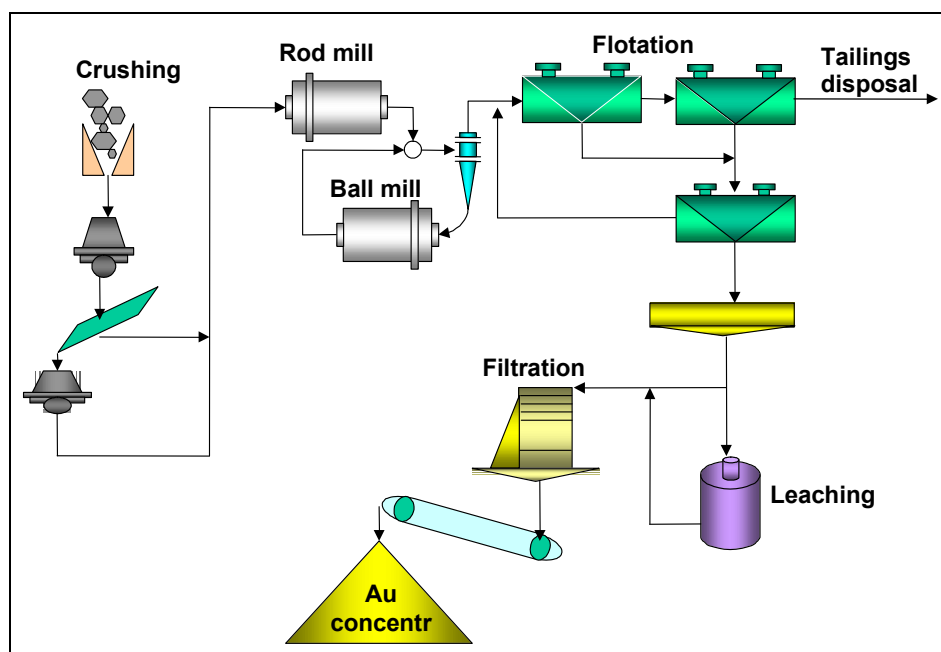 Crushing
Rod mill
Ball mill
Flotation
Tailings
disposal
Filtration
Leaching
Au
concentr